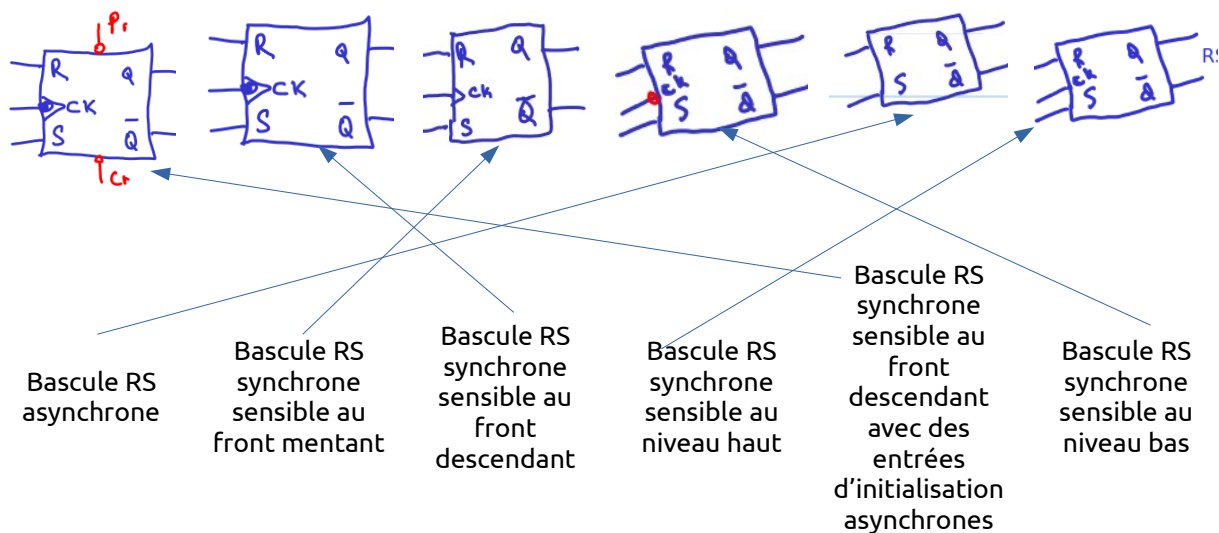 Pr
R
Q
CK
S
Q̅
Cr
R
Q
CK
S
Q̅
R
Q
CK
S
Q̅
R
Q
CK
S
Q̅
R
Q
S
Q̅
R
Q
CK
S
Q̅
RS
Bascule RS
asynchrone
Bascule RS
synchrone
sensible au
front mentant
Bascule RS
synchrone
sensible au
front
descendant
Bascule RS
synchrone
sensible au
niveau haut
Bascule RS
synchrone
sensible au
front
descendant
avec des
entrées
d’initialisation
asynchrones
Bascule RS
synchrone
sensible au
niveau bas